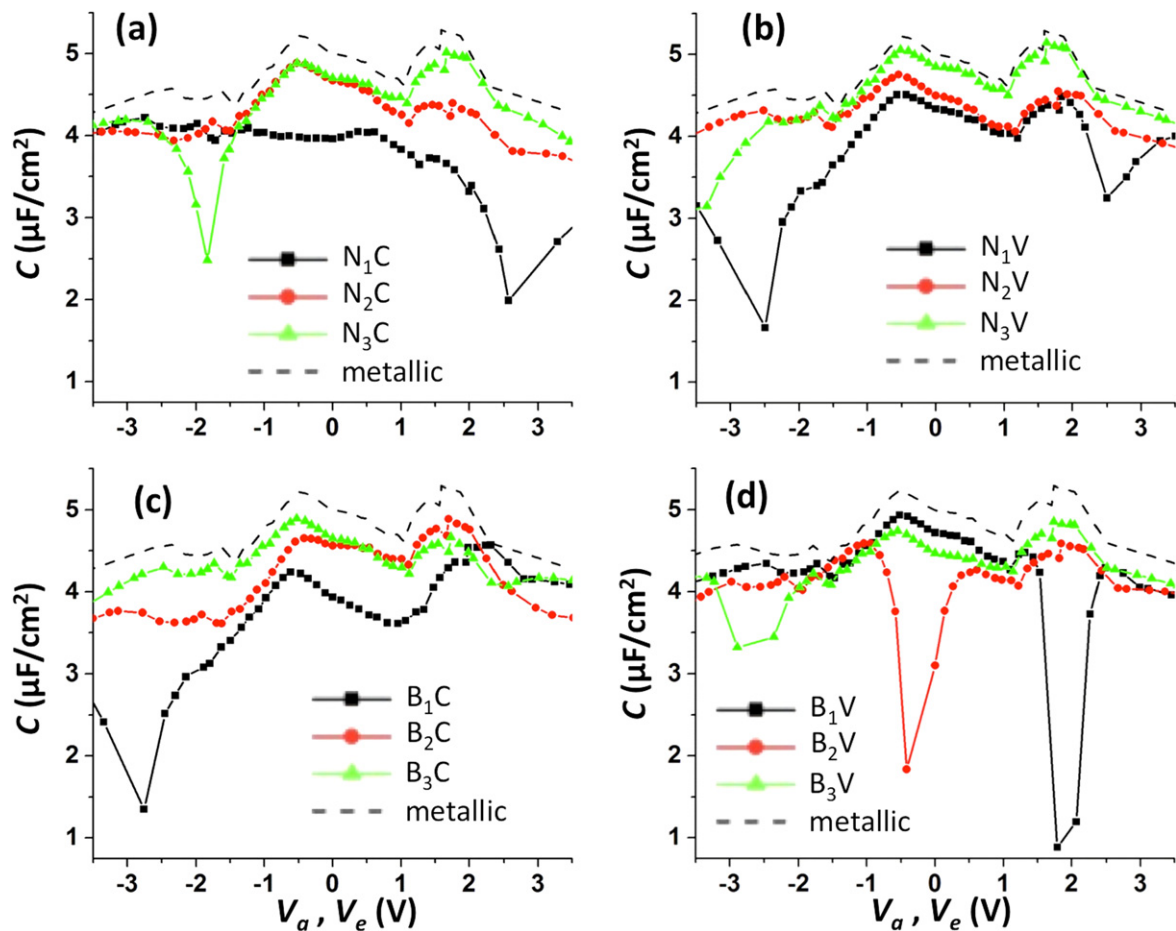 (a)
C (µF/cm²)
5
4
3
2
1
N₁C
N₂C
N₃C
metallic
-3 -2 -1 0 1 2 3
(b)
C (µF/cm²)
5
4
3
2
1
N₁V
N₂V
N₃V
metallic
-3 -2 -1 0 1 2 3
(c)
C (µF/cm²)
5
4
3
2
1
B₁C
B₂C
B₃C
metallic
-3 -2 -1 0 1 2 3
Vₐ , Vₑ (V)
(d)
C (µF/cm²)
5
4
3
2
1
B₁V
B₂V
B₃V
metallic
-3 -2 -1 0 1 2 3
Vₐ , Vₑ (V)